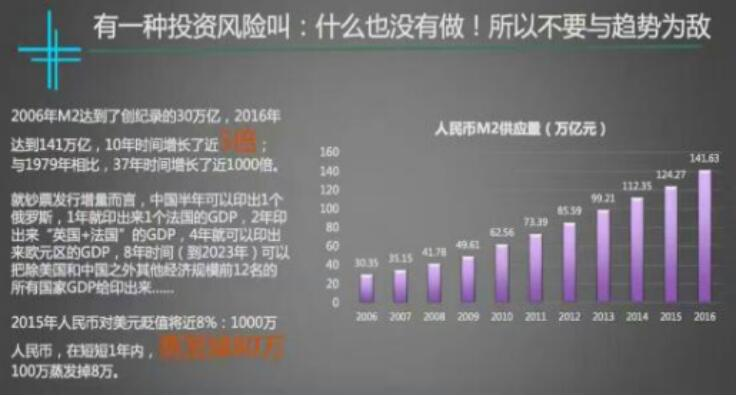 有一种投资风险叫：什么也没有做！所以不要与趋势为敌
2006年M2达到了创纪录的30万亿，2016年
达到141万亿，10年时间增长了近5倍；
与1979年相比，37年时间增长了近1000倍。
就钞票发行增量而言，中国半年可以印出1个
俄罗斯，1年就印出来1个法国的GDP，2年印
出来“英国+法国”的GDP，4年就可以印出
来欧元区的GDP，8年时间（到2023年）可以
把除美国和中国之外其他经济规模前12名的
所有国家GDP给印出来……
2015年人民币对美元贬值将近8%：1000万
人民币，在短短1年内，蒸发掉80万
100万蒸发掉8万。
人民币M2供应量（万亿元）
160
140
120
100
80
60
40
20
0
30.35
35.15
41.78
49.61
62.56
73.39
85.59
99.21
112.35
124.27
141.63
2006 2007 2008 2009 2010 2011 2012 2013 2014 2015 2016